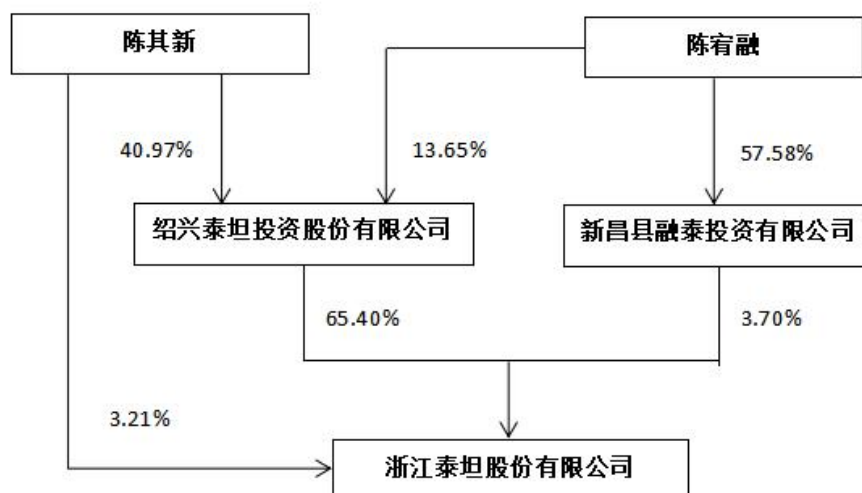 陈其新
陈宥融
40.97%
13.65%
57.58%
绍兴泰坦投资股份有限公司
新昌县融泰投资有限公司
65.40%
3.70%
3.21%
浙江泰坦股份有限公司